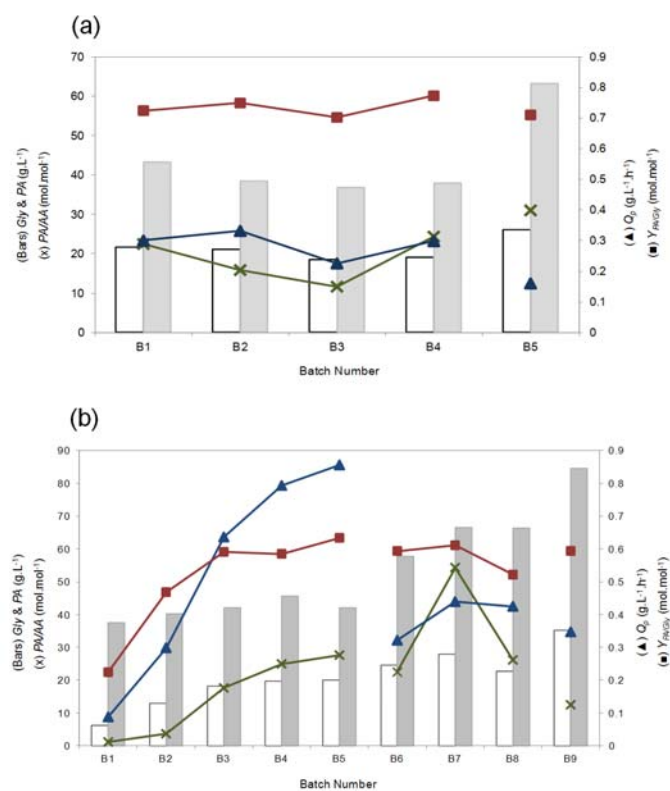 (a)
70
60
50
40
30
20
10
0
0.9
0.8
0.7
0.6
0.5
0.4
0.3
0.2
0.1
0
(Bars) Gly & PA (g.L⁻¹)
(x) PA/AA (mol.mol⁻¹)
(▲) Qp (g.L⁻¹.h⁻¹)
(■) YPA/Gly (mol.mol⁻¹)
B1 B2 B3 B4 B5
Batch Number
(b)
90
80
70
60
50
40
30
20
10
0
0.9
0.8
0.7
0.6
0.5
0.4
0.3
0.2
0.1
0
(Bars) Gly & PA (g.L⁻¹)
(x) PA/AA (mol.mol⁻¹)
(▲) Qp (g.L⁻¹.h⁻¹)
(■) YPA/Gly (mol.mol⁻¹)
B1 B2 B3 B4 B5 B6 B7 B8 B9
Batch Number